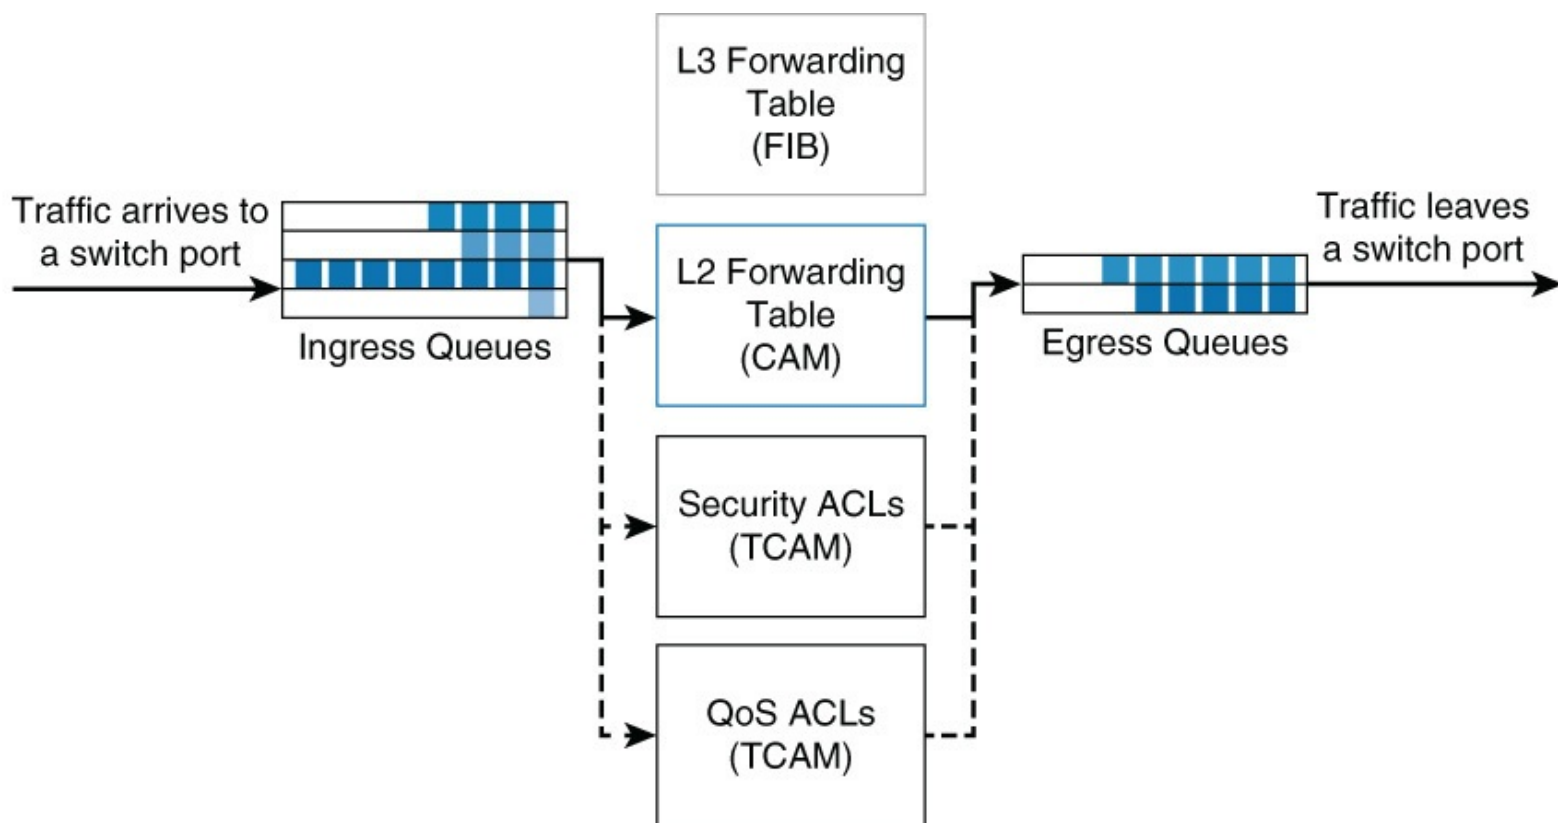 L3 Forwarding
Table
(FIB)
Traffic arrives to
a switch port
Ingress Queues
L2 Forwarding
Table
(CAM)
Traffic leaves
a switch port
Egress Queues
Security ACLs
(TCAM)
QoS ACLs
(TCAM)